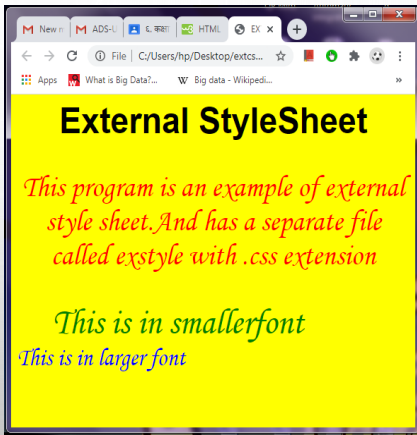 New n ADS-U ६. कक्षा HTML EX
File | C:/Users/hp/Desktop/extcs...
Apps What is Big Data?... W Big data - Wikipedi... »
External StyleSheet
This program is an example of external
style sheet.And has a separate file
called exstyle with .css extension
This is in smallerfont
This is in larger font